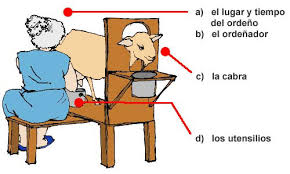 a) el lugar y tiempo
del ordeño
b) el ordeñador
c) la cabra
d) los utensilios